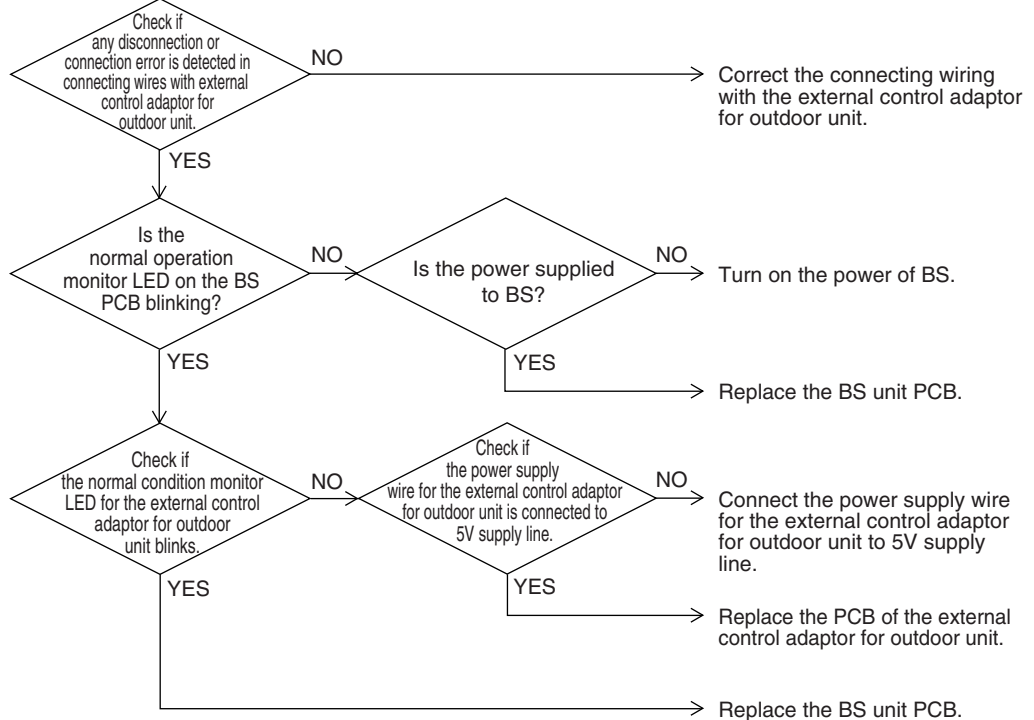 Check if
any disconnection or
connection error is detected in
connecting wires with external
control adaptor for
outdoor unit.
NO
Correct the connecting wiring
with the external control adaptor
for outdoor unit.
YES
Is the
normal operation
monitor LED on the BS
PCB blinking?
NO
Is the power supplied
to BS?
NO
Turn on the power of BS.
YES
YES
Replace the BS unit PCB.
Check if
the normal condition monitor
LED for the external control
adaptor for outdoor
unit blinks.
NO
Check if
the power supply
wire for the external control adaptor
for outdoor unit is connected to
5V supply line.
NO
Connect the power supply wire
for the external control adaptor
for outdoor unit to 5V supply
line.
YES
YES
Replace the PCB of the external
control adaptor for outdoor unit.
Replace the BS unit PCB.